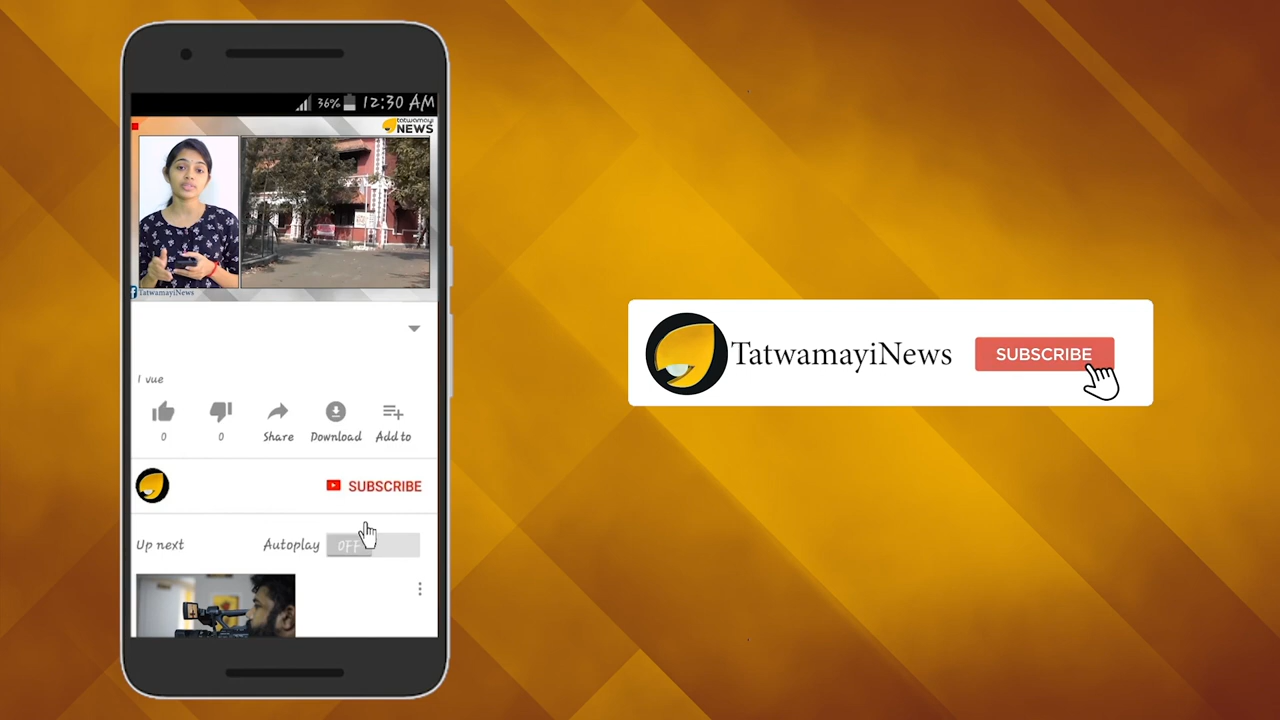 36% 12:30 AM
tatwamayi
NEWS
TatwamayiNews
1 vue
0 0 Share Download Add to
SUBSCRIBE
Up next Autoplay OFF
TatwamayiNews SUBSCRIBE